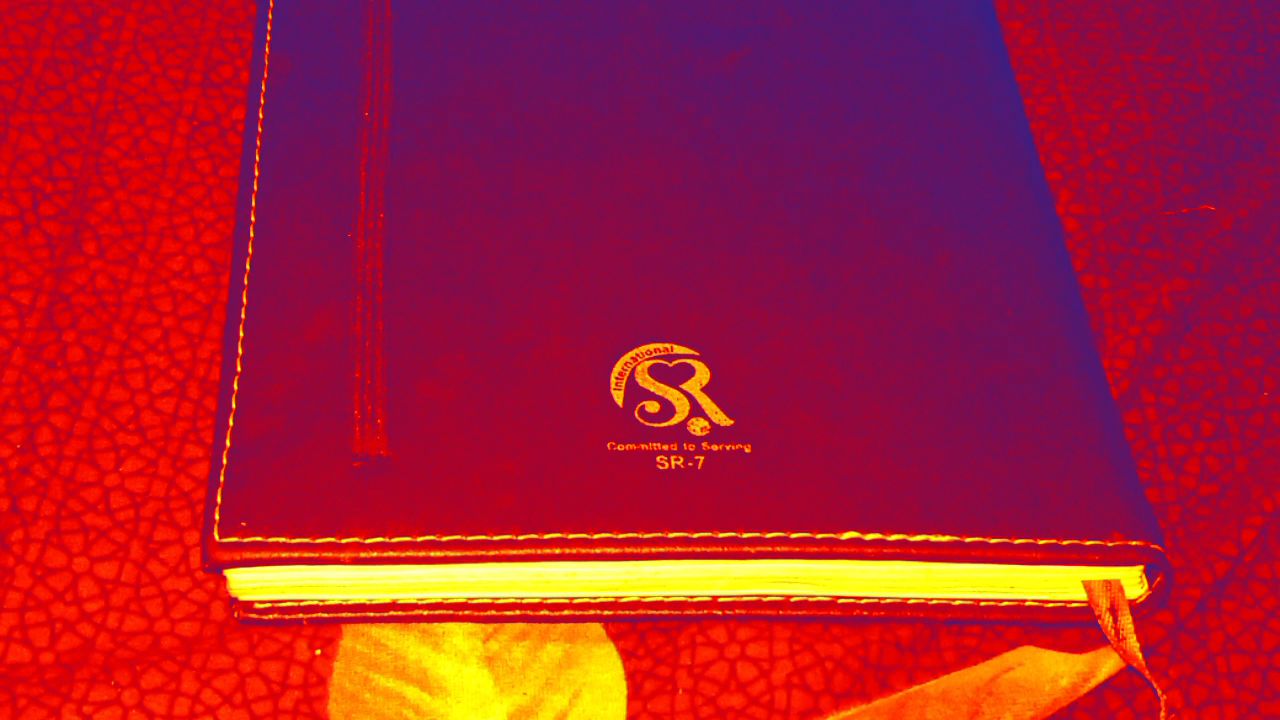 International
SR
Committed to Serving
SR-7